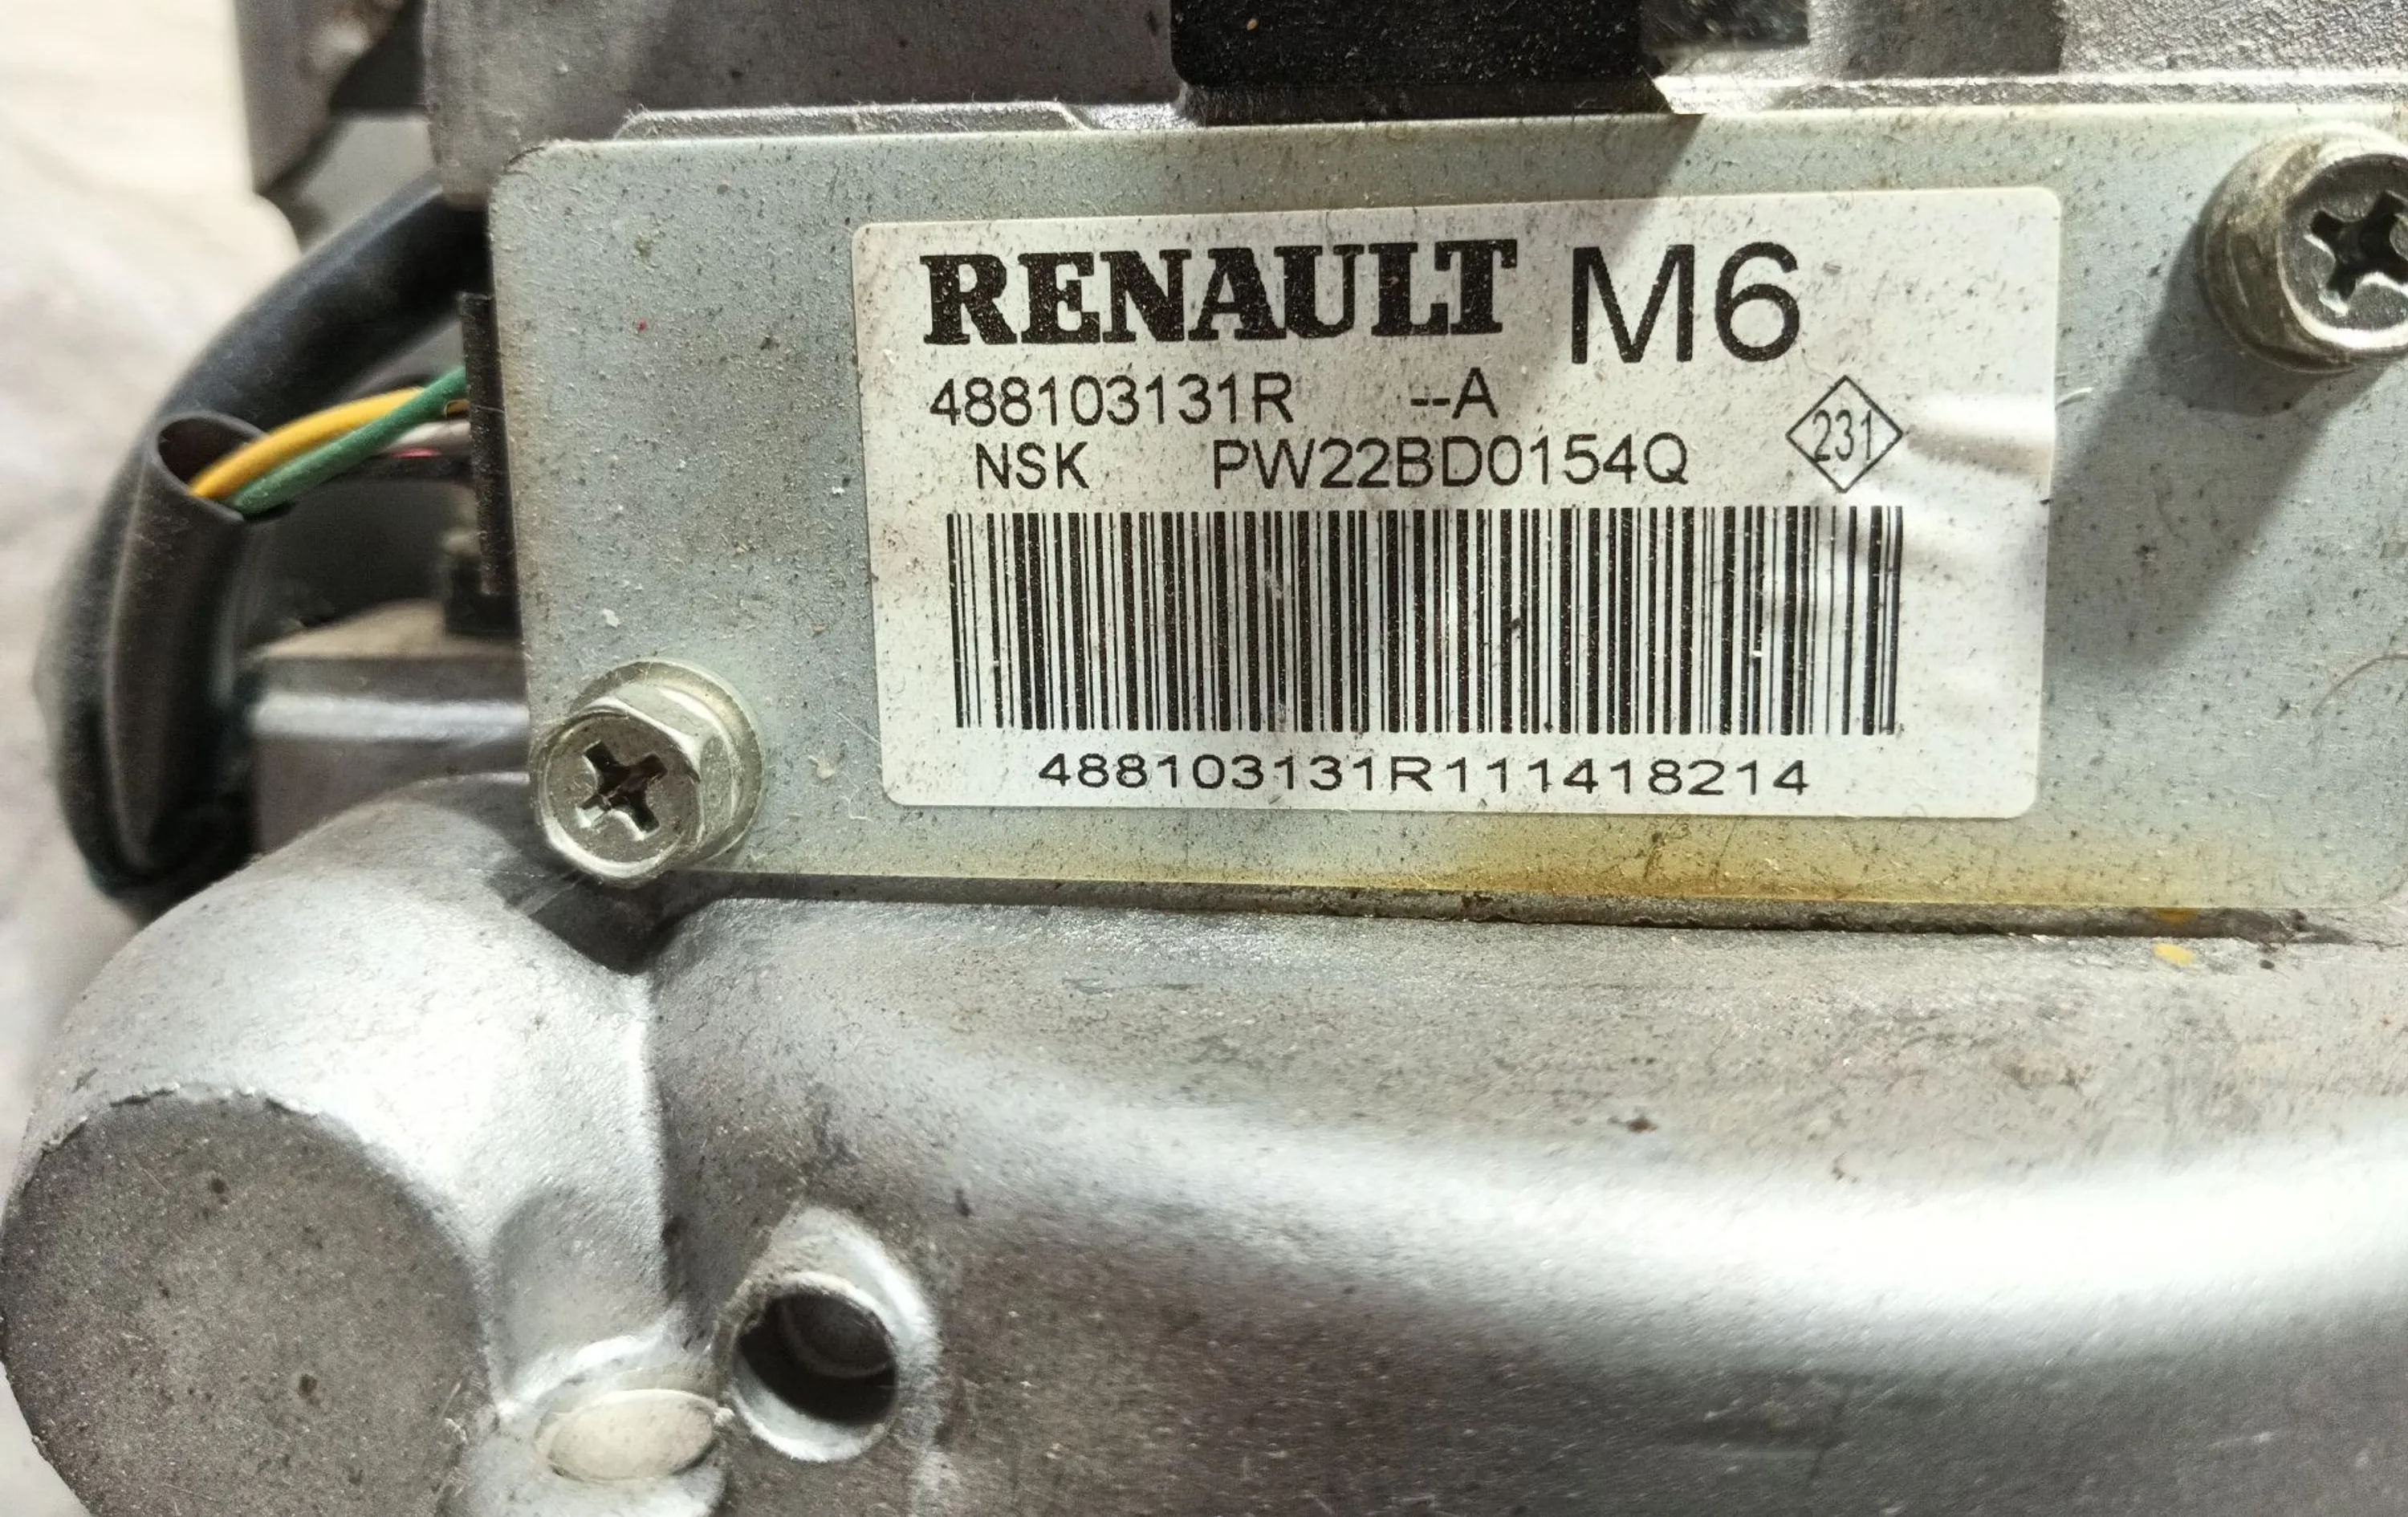 RENAULT M6
488103131R --A
NSK PW22BD0154Q 231
488103131R111418214